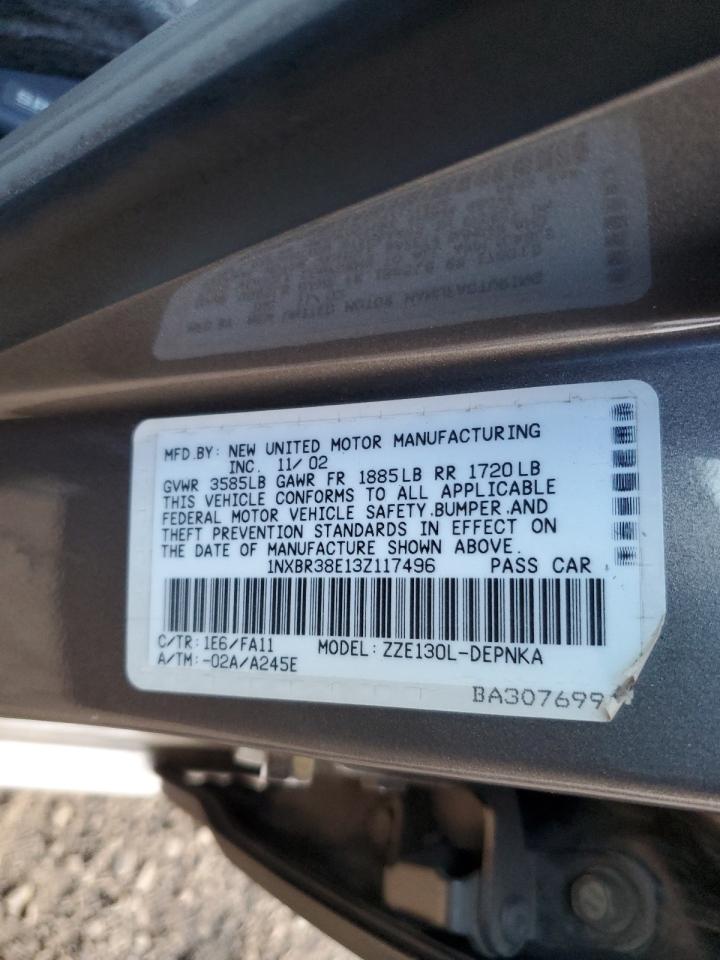 MFD.BY: NEW UNITED MOTOR MANUFACTURING
INC. 11/02
GVWR 3585LB GAWR FR 1885LB RR 1720LB
THIS VEHICLE CONFORMS TO ALL APPLICABLE
FEDERAL MOTOR VEHICLE SAFETY,BUMPER,AND
THEFT PREVENTION STANDARDS IN EFFECT ON
THE DATE OF MANUFACTURE SHOWN ABOVE.
1NXBR38E13Z117496 PASS CAR
C/TR:1E6/FA11 MODEL:ZZE130L-DEPNKA
A/TM:-02A/A245E